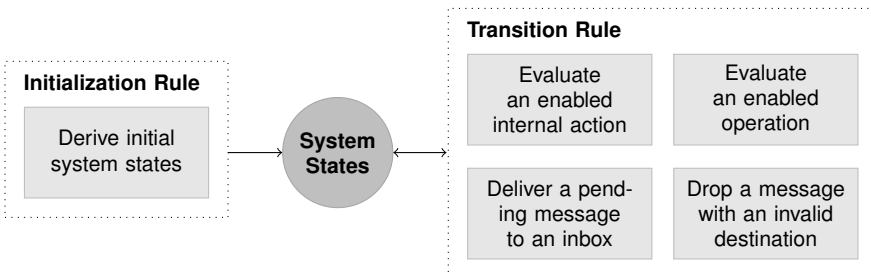 Initialization Rule
Derive initial
system states
System
States
Transition Rule
Evaluate
an enabled
internal action
Evaluate
an enabled
operation
Deliver a pend-
ing message
to an inbox
Drop a message
with an invalid
destination